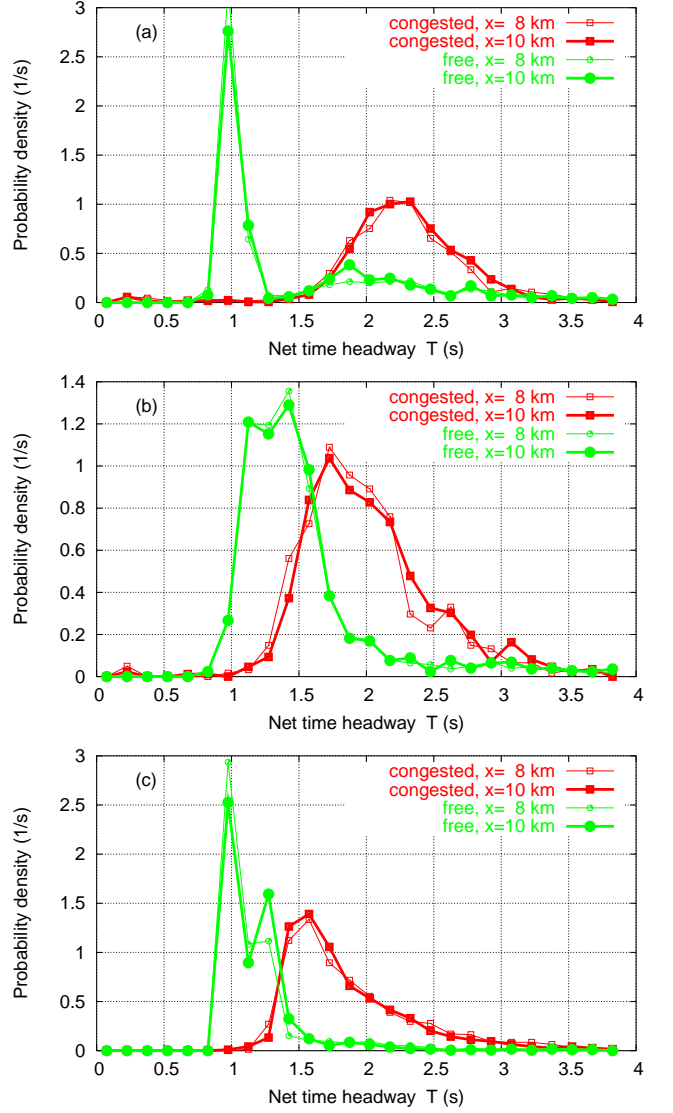 3
2.5
2
1.5
1
0.5
0
(a)
congested, x= 8 km
congested, x=10 km
free, x= 8 km
free, x=10 km
Probability density (1/s)
0 0.5 1 1.5 2 2.5 3 3.5 4
Net time headway T (s)
1.4
1.2
1
0.8
0.6
0.4
0.2
0
(b)
congested, x= 8 km
congested, x=10 km
free, x= 8 km
free, x=10 km
Probability density (1/s)
0 0.5 1 1.5 2 2.5 3 3.5 4
Net time headway T (s)
3
2.5
2
1.5
1
0.5
0
(c)
congested, x= 8 km
congested, x=10 km
free, x= 8 km
free, x=10 km
Probability density (1/s)
0 0.5 1 1.5 2 2.5 3 3.5 4
Net time headway T (s)